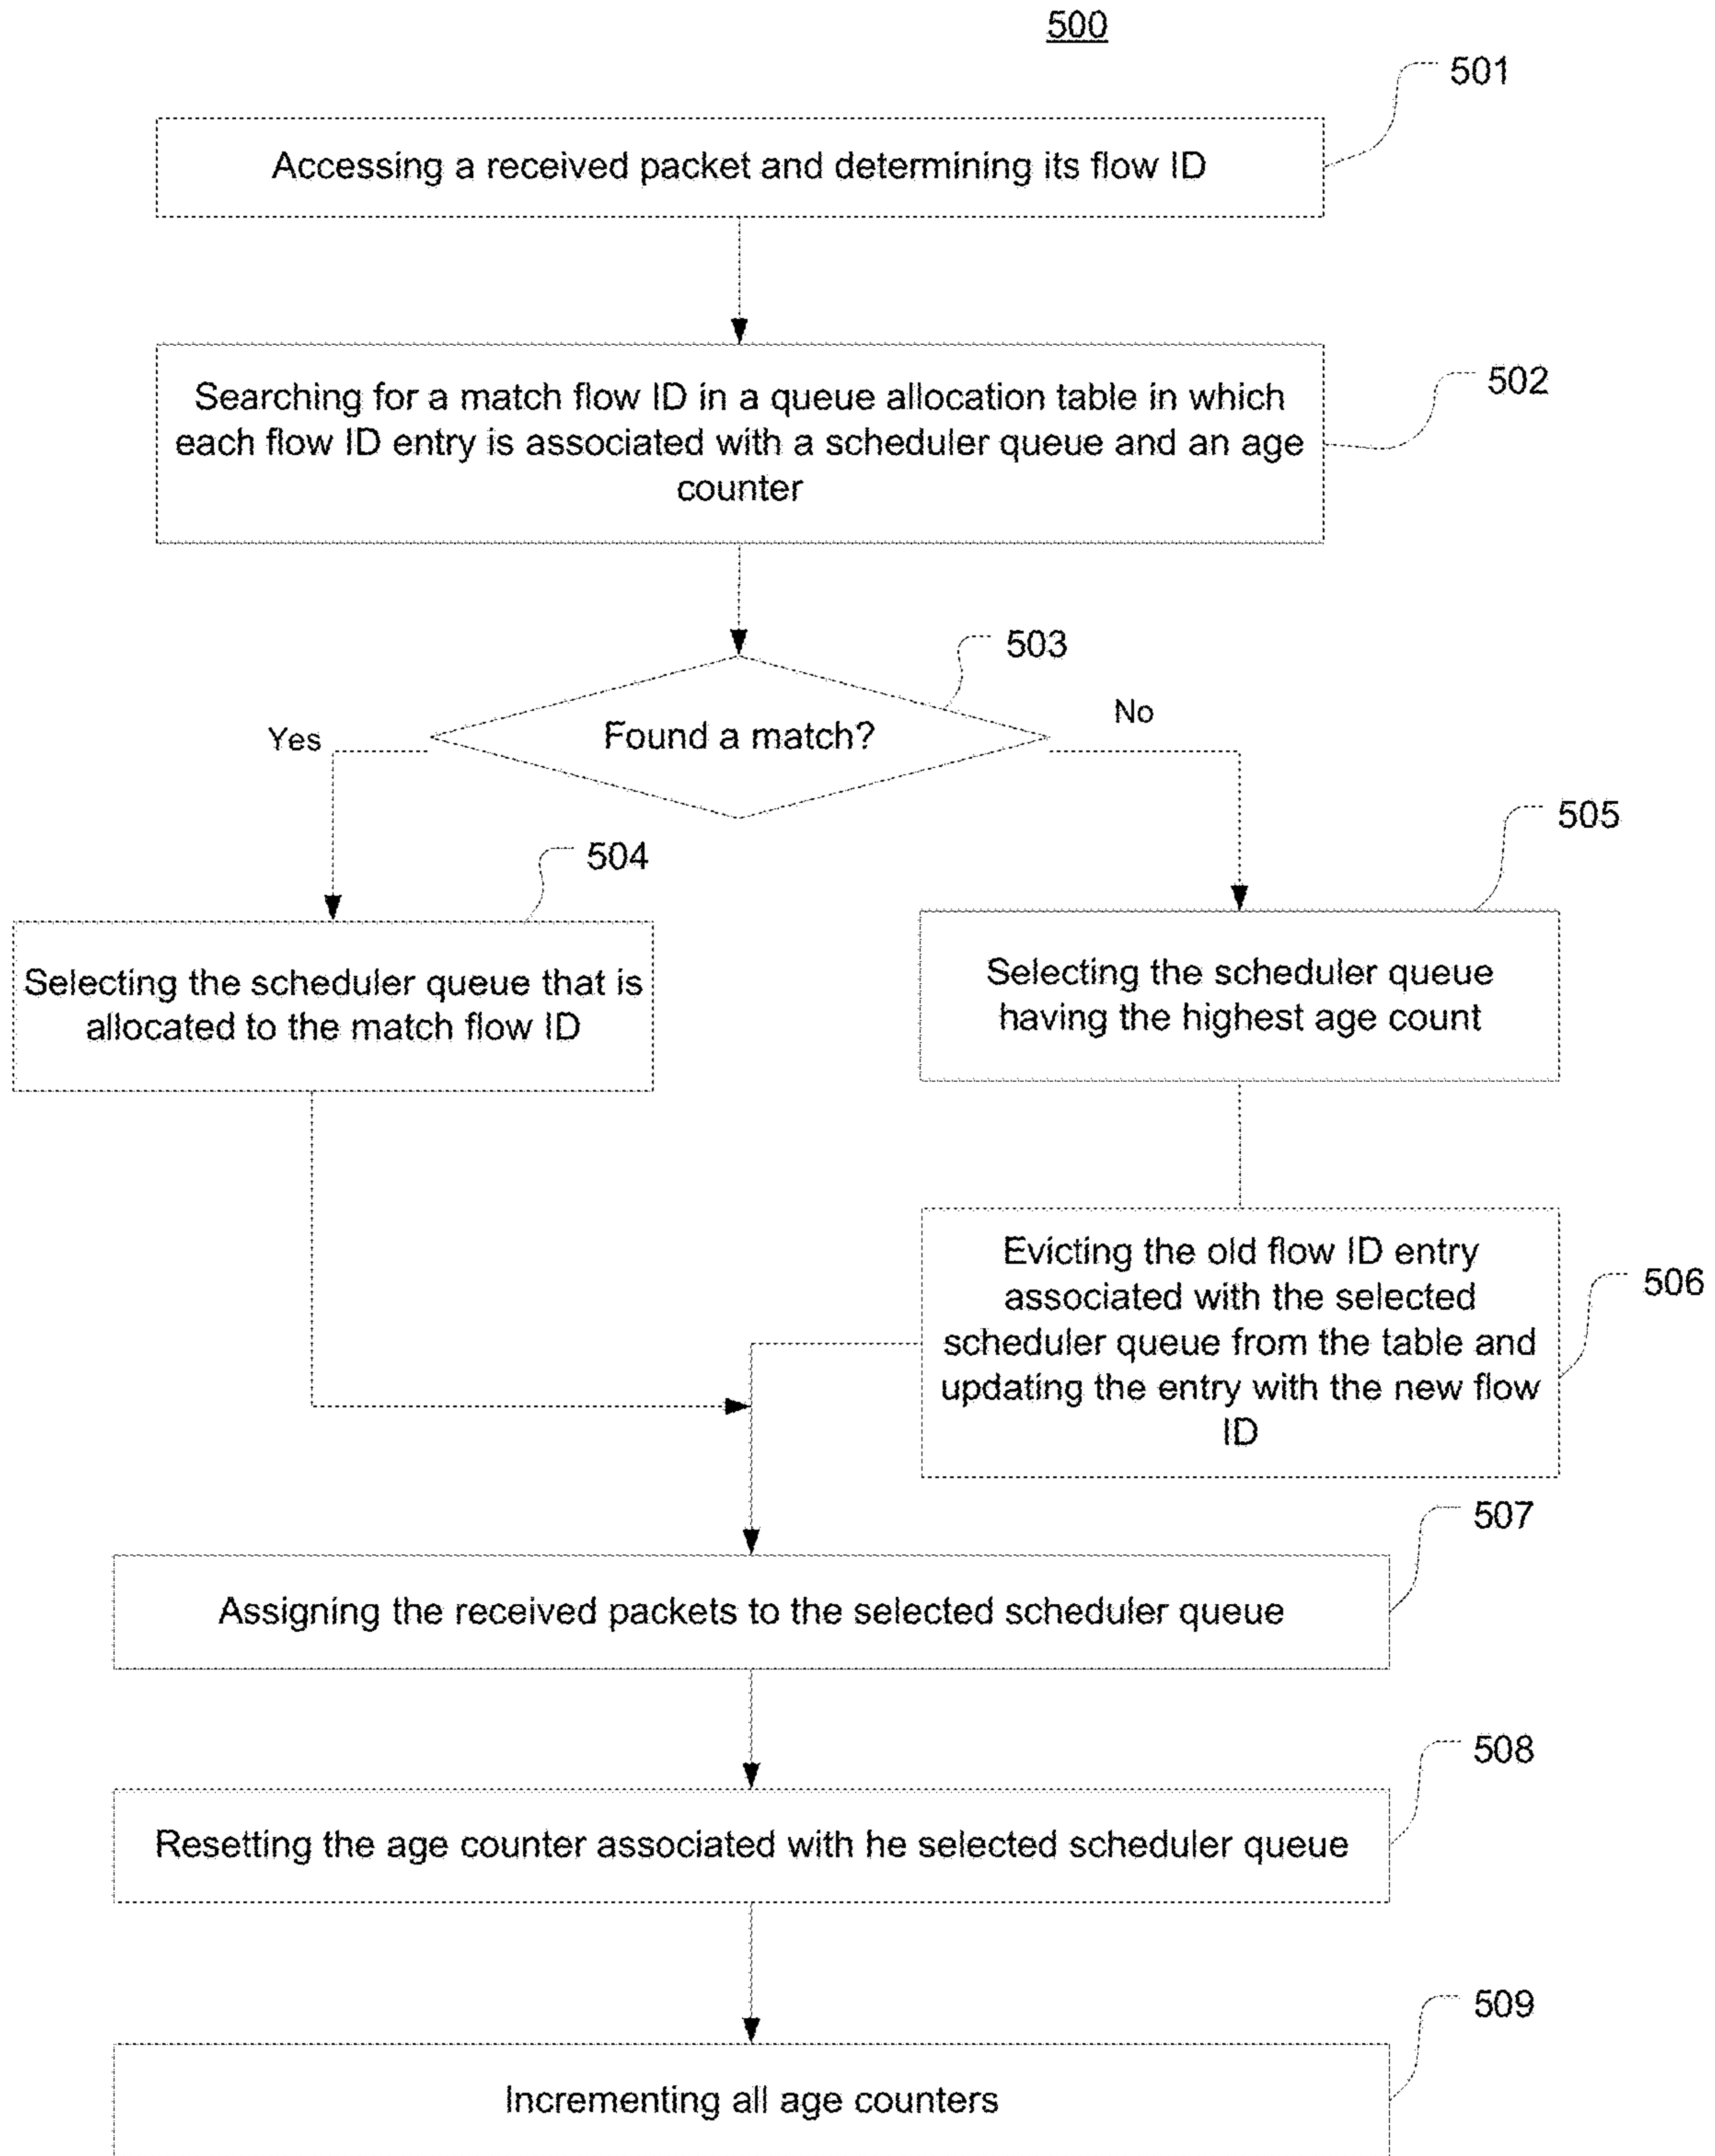 500
501
Accessing a received packet and determining its flow ID
502
Searching for a match flow ID in a queue allocation table in which
each flow ID entry is associated with a scheduler queue and an age
counter
503
Found a match?
Yes
No
504
Selecting the scheduler queue that is
allocated to the match flow ID
505
Selecting the scheduler queue
having the highest age count
506
Evicting the old flow ID entry
associated with the selected
scheduler queue from the table and
updating the entry with the new flow
ID
507
Assigning the received packets to the selected scheduler queue
508
Resetting the age counter associated with he selected scheduler queue
509
Incrementing all age counters